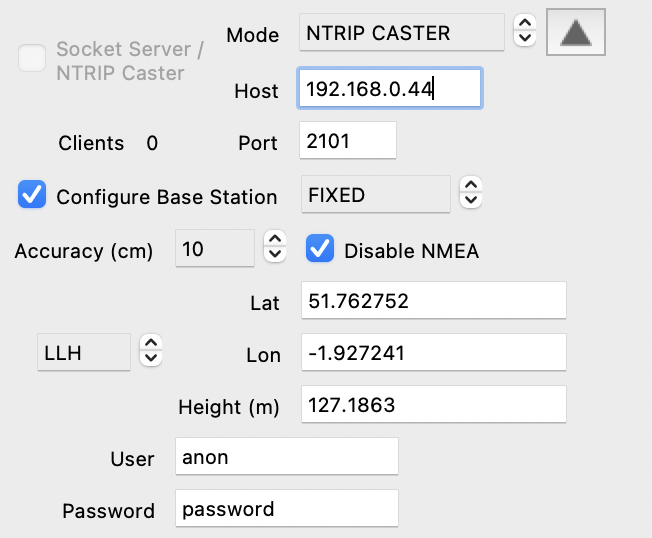 Socket Server /
NTRIP Caster
Mode NTRIP CASTER
Host 192.168.0.44
Clients 0 Port 2101
Configure Base Station FIXED
Accuracy (cm) 10 Disable NMEA
Lat 51.762752
LLH Lon -1.927241
Height (m) 127.1863
User anon
Password password